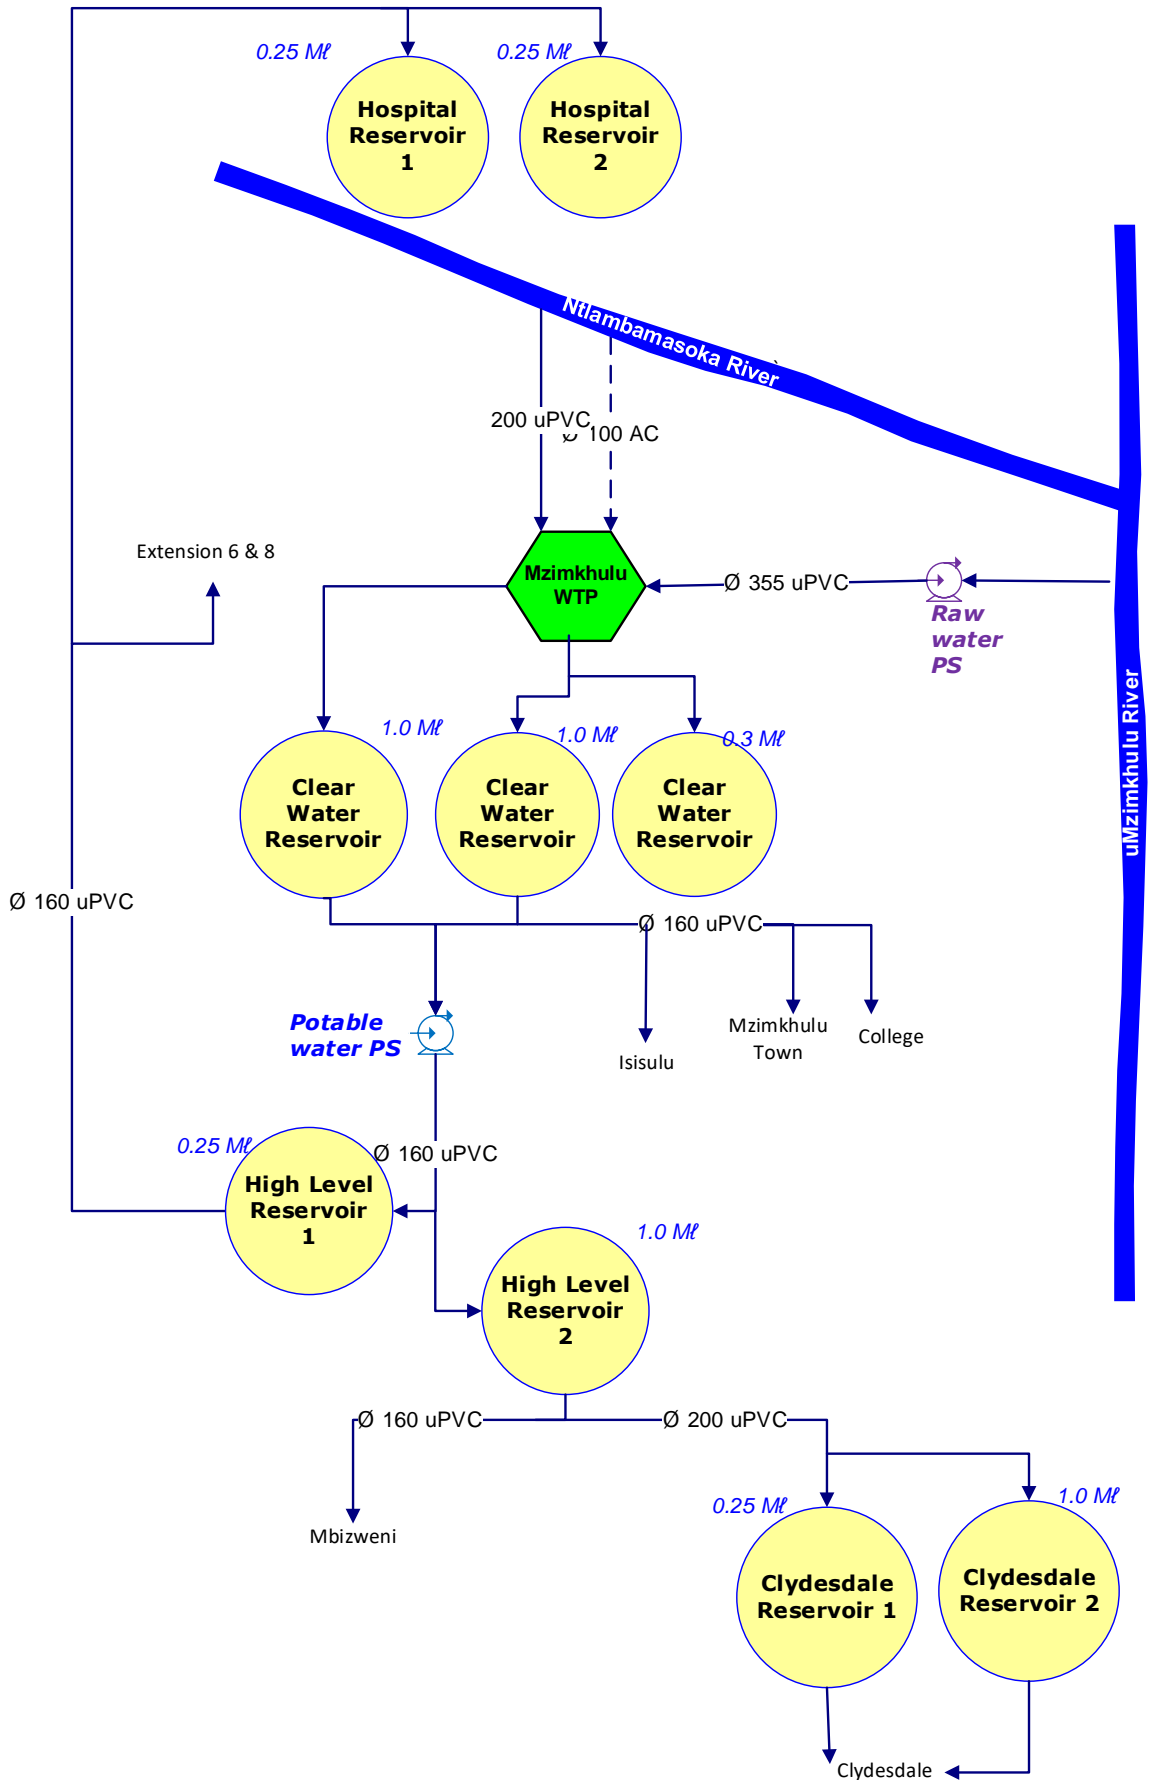 0.25 Mℓ
0.25 Mℓ
Hospital
Reservoir
1
Hospital
Reservoir
2
Ntlambamasoka River
200 uPVC
Ø 100 AC
Extension 6 & 8
Mzimkhulu
WTP
Ø 355 uPVC
Raw
water
PS
uMzimkhulu River
1.0 Mℓ
1.0 Mℓ
0.3 Mℓ
Clear
Water
Reservoir
Clear
Water
Reservoir
Clear
Water
Reservoir
Ø 160 uPVC
Ø 160 uPVC
Potable
water PS
Isisulu
Mzimkhulu
Town
College
0.25 Mℓ
Ø 160 uPVC
High Level
Reservoir
1
1.0 Mℓ
High Level
Reservoir
2
Ø 160 uPVC
Ø 200 uPVC
Mbizweni
0.25 Mℓ
1.0 Mℓ
Clydesdale
Reservoir 1
Clydesdale
Reservoir 2
Clydesdale